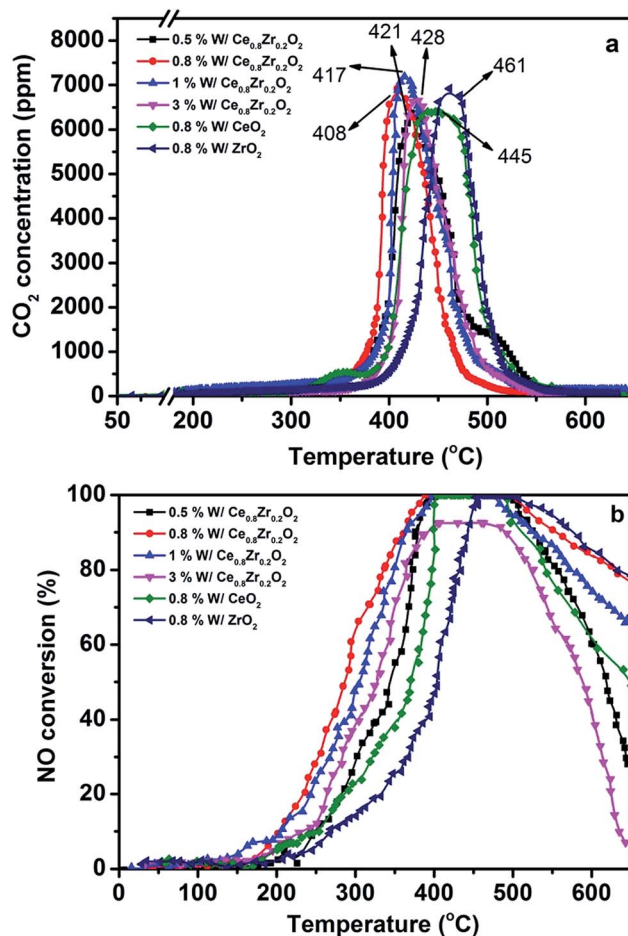 8000
7000
6000
5000
4000
3000
2000
1000
0
CO₂ concentration (ppm)
0.5 % W/ Ce₀.₈Zr₀.₂O₂
0.8 % W/ Ce₀.₈Zr₀.₂O₂
1 % W/ Ce₀.₈Zr₀.₂O₂
3 % W/ Ce₀.₈Zr₀.₂O₂
0.8 % W/ CeO₂
0.8 % W/ ZrO₂
421
428
417
461
408
445
a
50 200 300 400 500 600
Temperature (°C)
100
80
60
40
20
0
NO conversion (%)
0.5 % W/ Ce₀.₈Zr₀.₂O₂
0.8 % W/ Ce₀.₈Zr₀.₂O₂
1 % W/ Ce₀.₈Zr₀.₂O₂
3 % W/ Ce₀.₈Zr₀.₂O₂
0.8 % W/ CeO₂
0.8 % W/ ZrO₂
b
0 100 200 300 400 500 600
Temperature (°C)